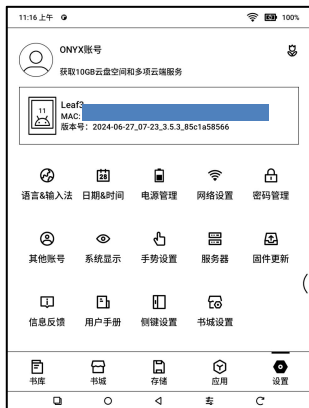 11:16 上午
100%
ONYX账号
获取10GB云盘空间和多项云端服务
11
Leaf3
MAC:
版本号：2024-06-27_07-23_3.5.3_85c1a58566
28
语言&输入法 日期&时间 电源管理 网络设置 密码管理
其他账号 系统显示 手势设置 服务器 固件更新
信息反馈 用户手册 侧键设置 书城设置
书库 书城 存储 应用 设置